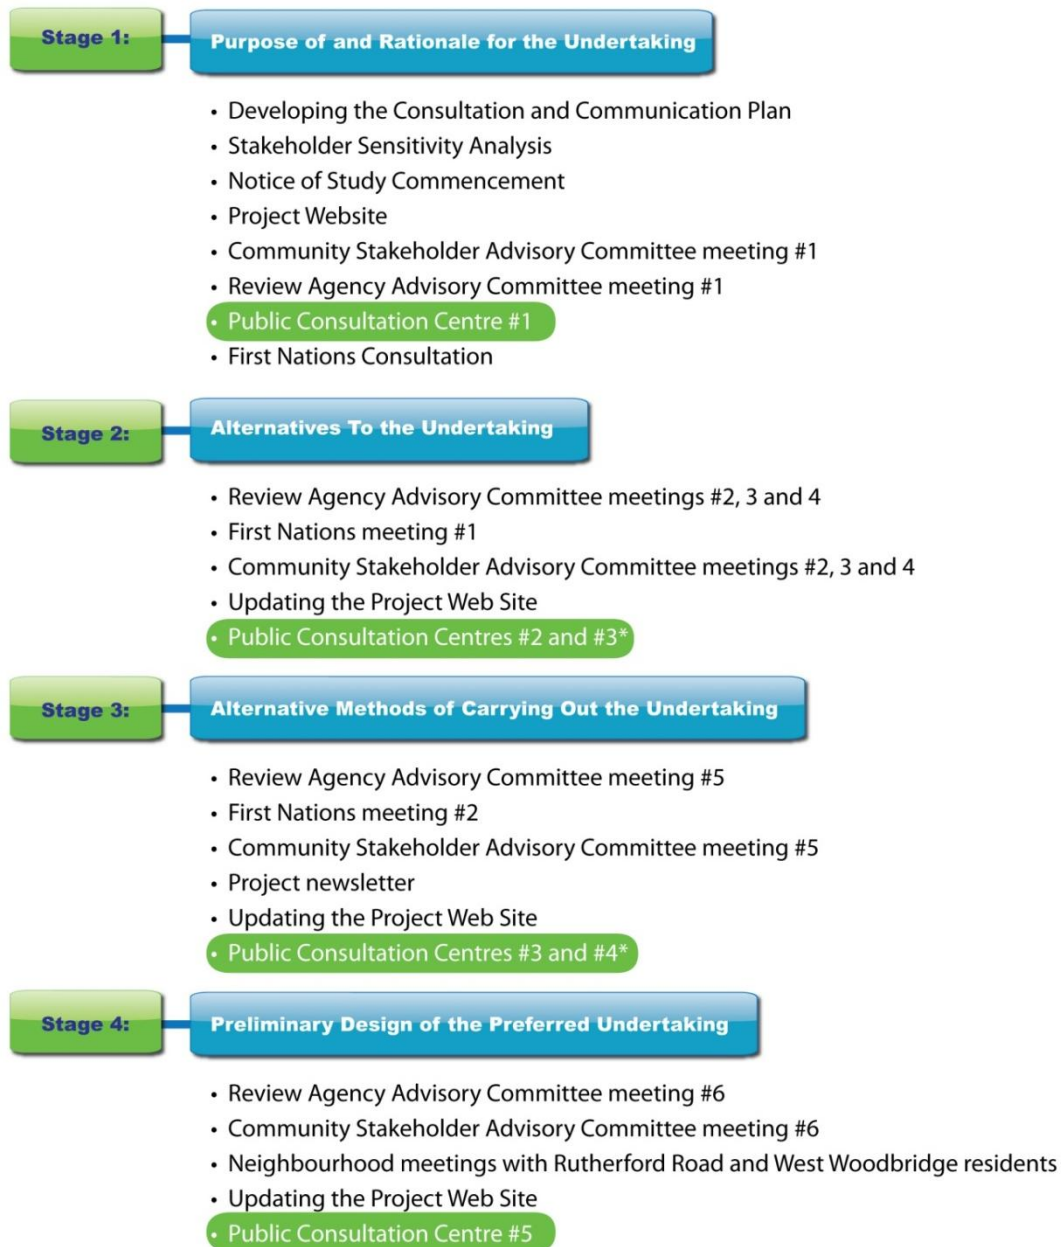 Stage 1:
Purpose of and Rationale for the Undertaking
• Developing the Consultation and Communication Plan
• Stakeholder Sensitivity Analysis
• Notice of Study Commencement
• Project Website
• Community Stakeholder Advisory Committee meeting #1
• Review Agency Advisory Committee meeting #1
• Public Consultation Centre #1
• First Nations Consultation
Stage 2:
Alternatives To the Undertaking
• Review Agency Advisory Committee meetings #2, 3 and 4
• First Nations meeting #1
• Community Stakeholder Advisory Committee meetings #2, 3 and 4
• Updating the Project Web Site
• Public Consultation Centres #2 and #3*
Stage 3:
Alternative Methods of Carrying Out the Undertaking
• Review Agency Advisory Committee meeting #5
• First Nations meeting #2
• Community Stakeholder Advisory Committee meeting #5
• Project newsletter
• Updating the Project Web Site
• Public Consultation Centres #3 and #4*
Stage 4:
Preliminary Design of the Preferred Undertaking
• Review Agency Advisory Committee meeting #6
• Community Stakeholder Advisory Committee meeting #6
• Neighbourhood meetings with Rutherford Road and West Woodbridge residents
• Updating the Project Web Site
• Public Consultation Centre #5